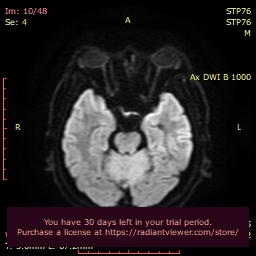 Im: 10/48
Se: 4
A
STP76
STP76
M
Ax DWI B 1000
R
L
You have 30 days left in your trial period.
Purchase a license at https://radiantviewer.com/store/